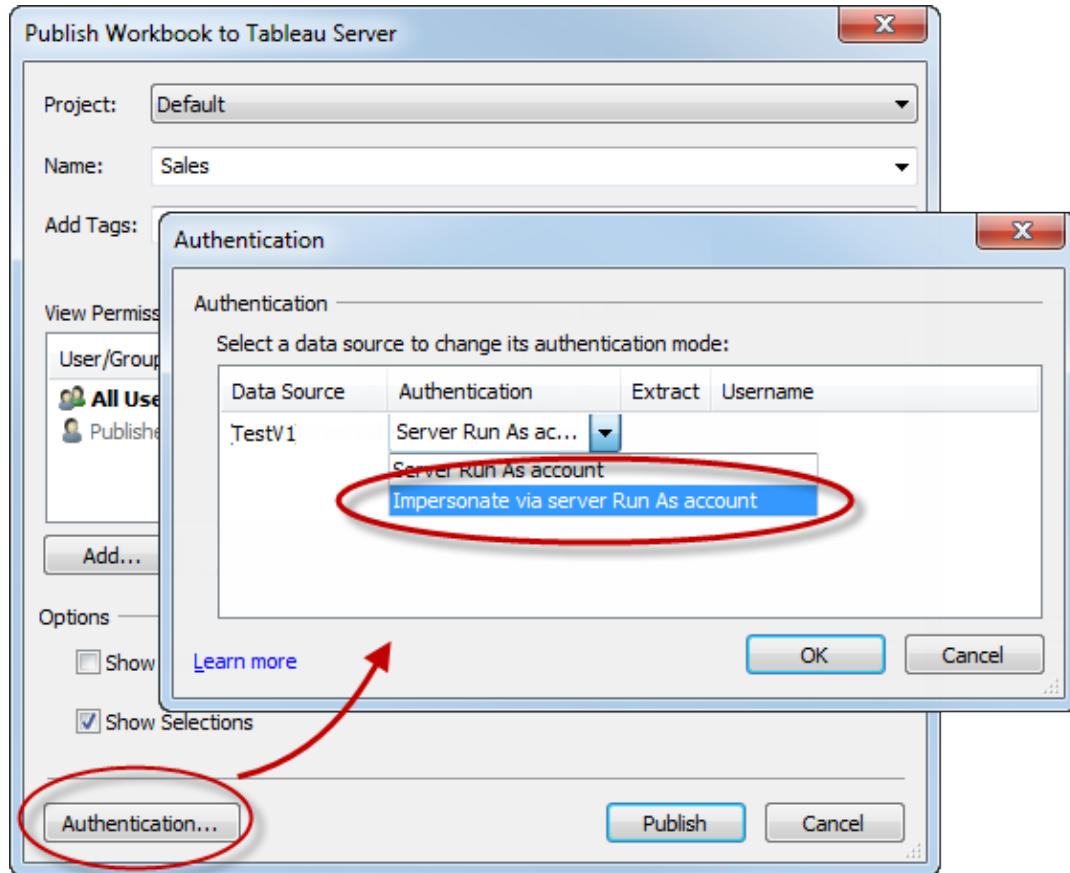 Publish Workbook to Tableau Server
Project: Default
Name: Sales
Add Tags:
Authentication
View Permiss
Authentication
Select a data source to change its authentication mode:
User/Group
Data Source Authentication Extract Username
All Use
Publishe
TestV1 Server Run As ac...
Server Run As account
Impersonate via server Run As account
Add...
Options
Show
Learn more
OK Cancel
Show Selections
Authentication...
Publish Cancel